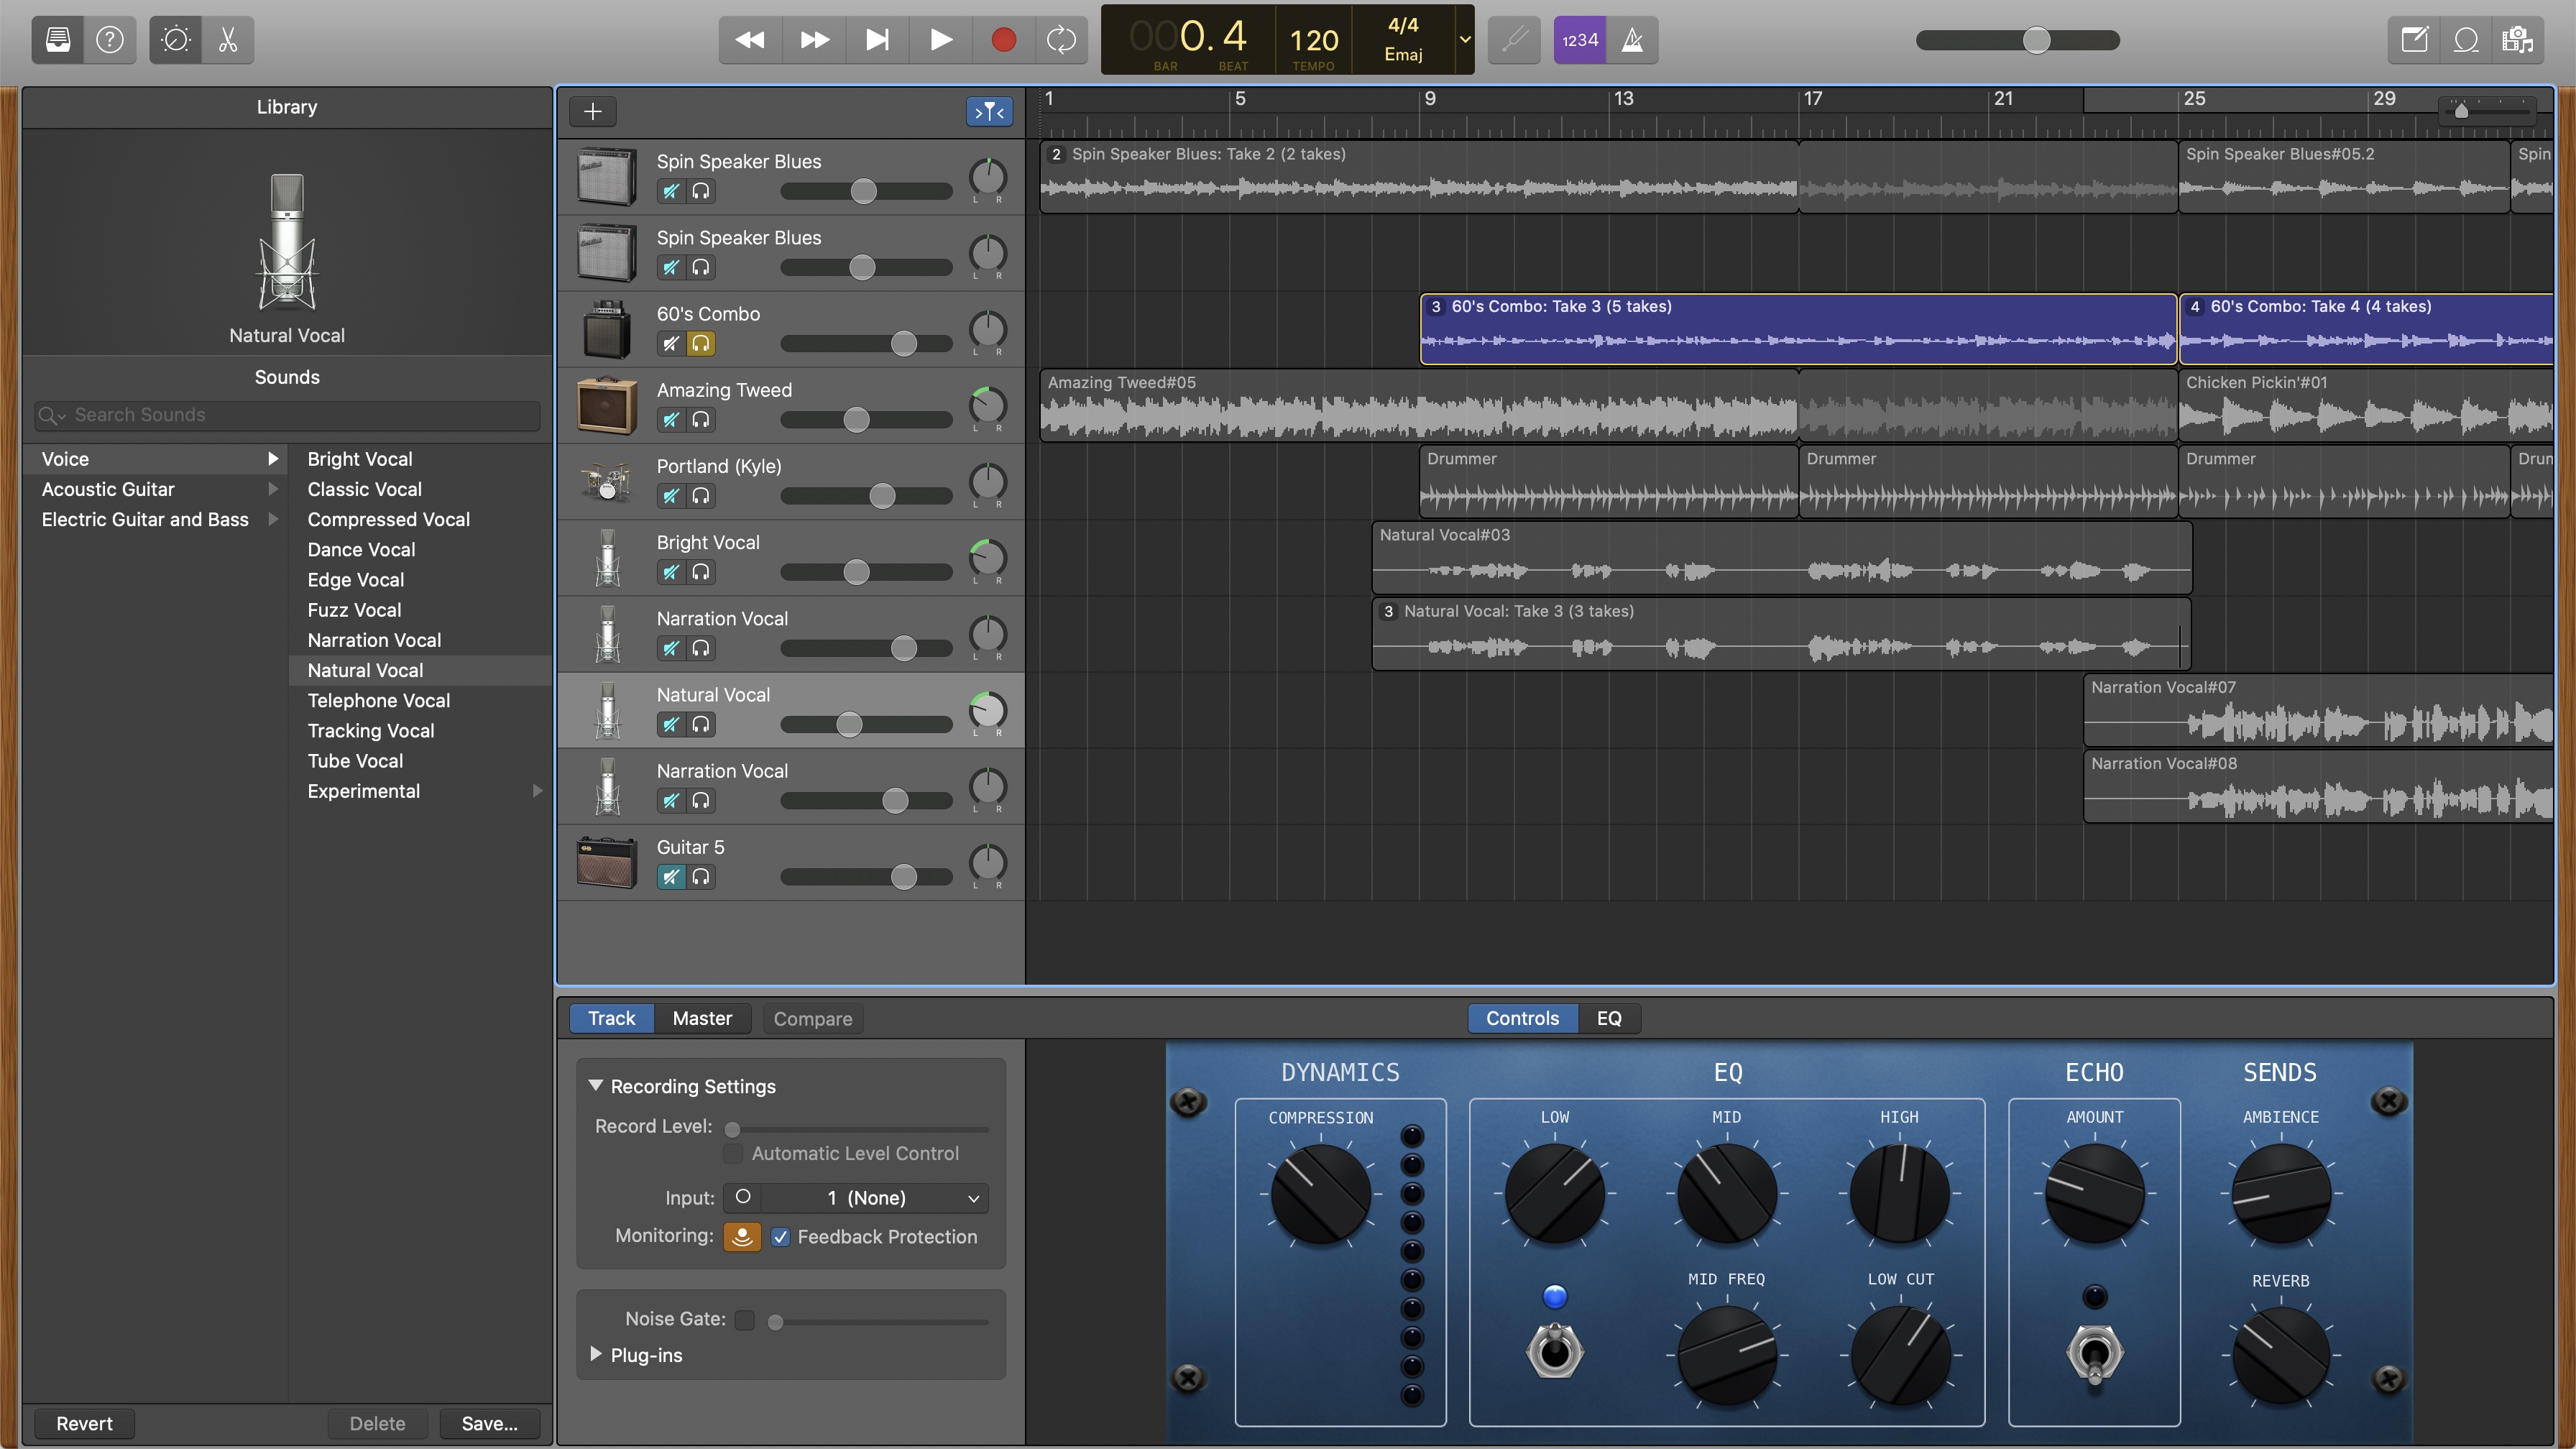 000.4
BAR BEAT
120
TEMPO
4/4
Emaj
1234
Library
Natural Vocal
Sounds
Search Sounds
Voice
Acoustic Guitar
Electric Guitar and Bass
Bright Vocal
Classic Vocal
Compressed Vocal
Dance Vocal
Edge Vocal
Fuzz Vocal
Narration Vocal
Natural Vocal
Telephone Vocal
Tracking Vocal
Tube Vocal
Experimental
Revert
Delete
Save...
1 5 9 13 17 21 25 29
Spin Speaker Blues
L R
2 Spin Speaker Blues: Take 2 (2 takes)
Spin Speaker Blues#05.2
Spin
Spin Speaker Blues
L R
60's Combo
L R
3 60's Combo: Take 3 (5 takes)
4 60's Combo: Take 4 (4 takes)
Amazing Tweed
L R
Amazing Tweed#05
Chicken Pickin'#01
Portland (Kyle)
L R
Drummer
Drummer
Drummer
Drun
Bright Vocal
L R
Natural Vocal#03
Narration Vocal
L R
3 Natural Vocal: Take 3 (3 takes)
Natural Vocal
L R
Narration Vocal#07
Narration Vocal
L R
Narration Vocal#08
Guitar 5
L R
Track
Master
Compare
Controls
EQ
Recording Settings
Record Level:
Automatic Level Control
Input: 1 (None)
Monitoring: Feedback Protection
Noise Gate:
Plug-ins
DYNAMICS
COMPRESSION
EQ
LOW MID HIGH
MID FREQ LOW CUT
ECHO
AMOUNT
SENDS
AMBIENCE
REVERB